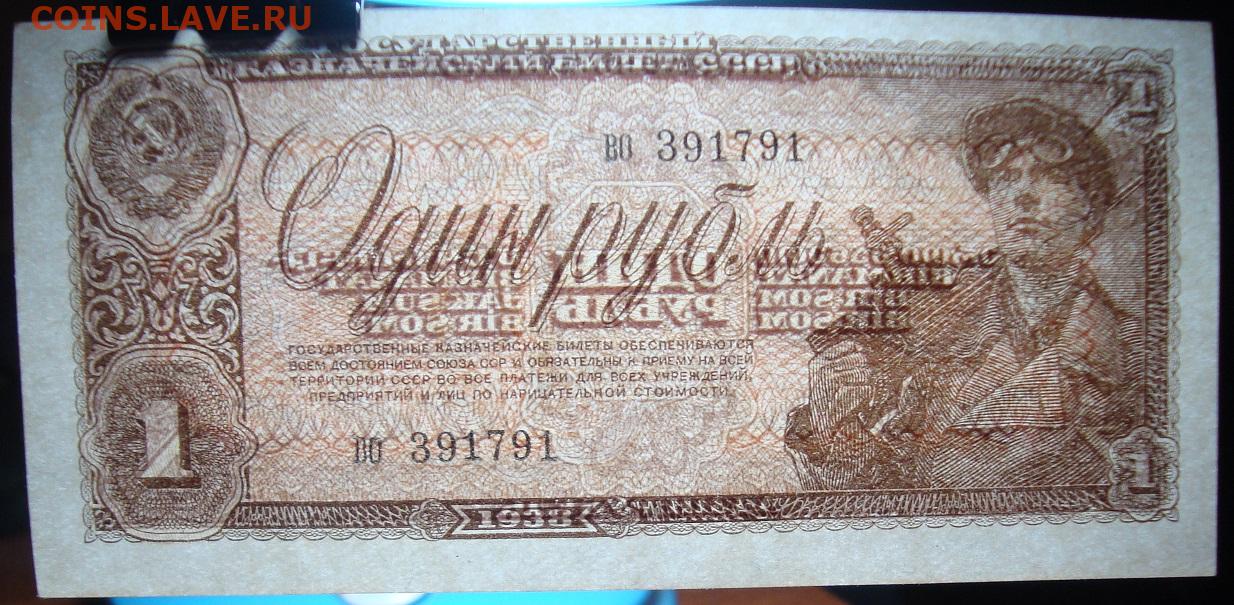 COINS.LAVE.РУ
ГОСУДАРСТВЕННЫЙ
КАЗНАЧЕЙСКИЙ БИЛЕТ СССР
1
ВО 391791
Один рубль
ГОСУДАРСТВЕННЫЕ КАЗНАЧЕЙСКИЕ БИЛЕТЫ ОБЕСПЕЧИВАЮТСЯ
ВСЕМ ДОСТОЯНИЕМ СОЮЗА ССР И ОБЯЗАТЕЛЬНЫ К ПРИЕМУ НА ВСЕЙ
ТЕРРИТОРИИ СССР ВО ВСЕ ПЛАТЕЖИ ДЛЯ ВСЕХ УЧРЕЖДЕНИЙ,
ПРЕДПРИЯТИЙ И ЛИЦ ПО НАРИЦАТЕЛЬНОЙ СТОИМОСТИ.
1
ВО 391791
1
1938